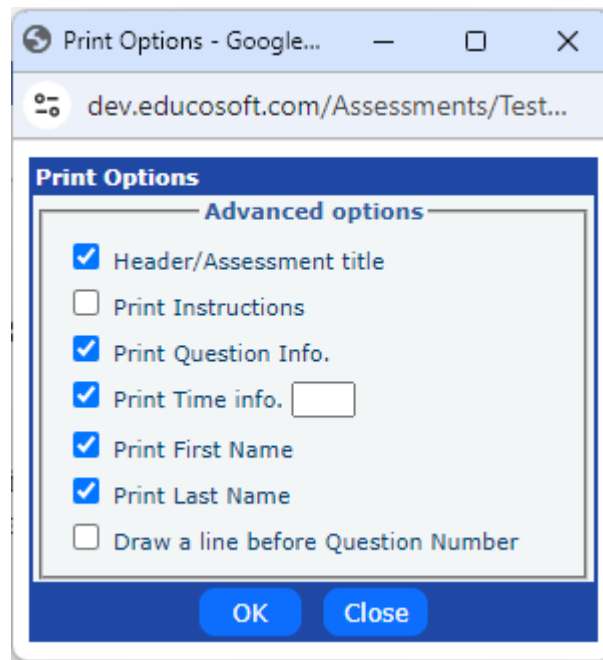 Print Options - Google...
dev.educosoft.com/Assessments/Test...
Print Options
Advanced options
Header/Assessment title
Print Instructions
Print Question Info.
Print Time info.
Print First Name
Print Last Name
Draw a line before Question Number
OK Close